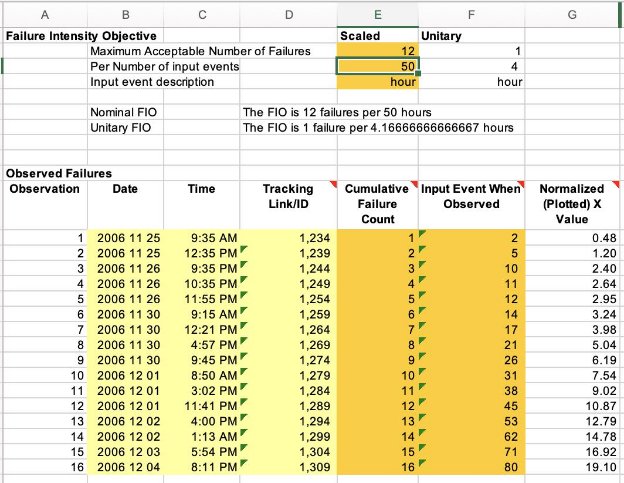 A B C D E F G
Failure Intensity Objective Scaled Unitary
Maximum Acceptable Number of Failures 12 1
Per Number of input events 50 4
Input event description hour hour
Nominal FIO The FIO is 12 failures per 50 hours
Unitary FIO The FIO is 1 failure per 4.16666666666667 hours
Observed Failures
Observation Date Time Tracking Cumulative Input Event When Normalized
Link/ID Failure Observed (Plotted) X
Count Value
1 2006 11 25 9:35 AM 1,234 1 2 0.48
2 2006 11 25 12:35 PM 1,239 2 5 1.20
3 2006 11 26 9:35 PM 1,244 3 10 2.40
4 2006 11 26 10:35 PM 1,249 4 11 2.64
5 2006 11 26 11:55 PM 1,254 5 12 2.95
6 2006 11 30 9:15 AM 1,259 6 14 3.24
7 2006 11 30 12:21 PM 1,264 7 17 3.98
8 2006 11 30 4:57 PM 1,269 8 21 5.04
9 2006 11 30 9:45 PM 1,274 9 26 6.19
10 2006 12 01 8:50 AM 1,279 10 31 7.54
11 2006 12 01 3:02 PM 1,284 11 38 9.02
12 2006 12 01 11:41 PM 1,289 12 45 10.87
13 2006 12 02 4:00 PM 1,294 13 53 12.79
14 2006 12 02 1:13 AM 1,299 14 62 14.78
15 2006 12 03 5:54 PM 1,304 15 71 16.92
16 2006 12 04 8:11 PM 1,309 16 80 19.10